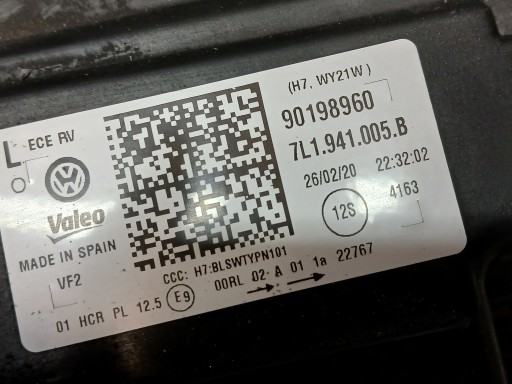 L ECE RV
(H7, WY21W)
90198960
7L1.941.005.B
26/02/20 22:32:02
12S 4163
VW
Valeo
MADE IN SPAIN
VF2
CCC: H7:BLSWTYPN101
01 HCR PL 12.5 E9 00RL 02 A 01 1a 22767